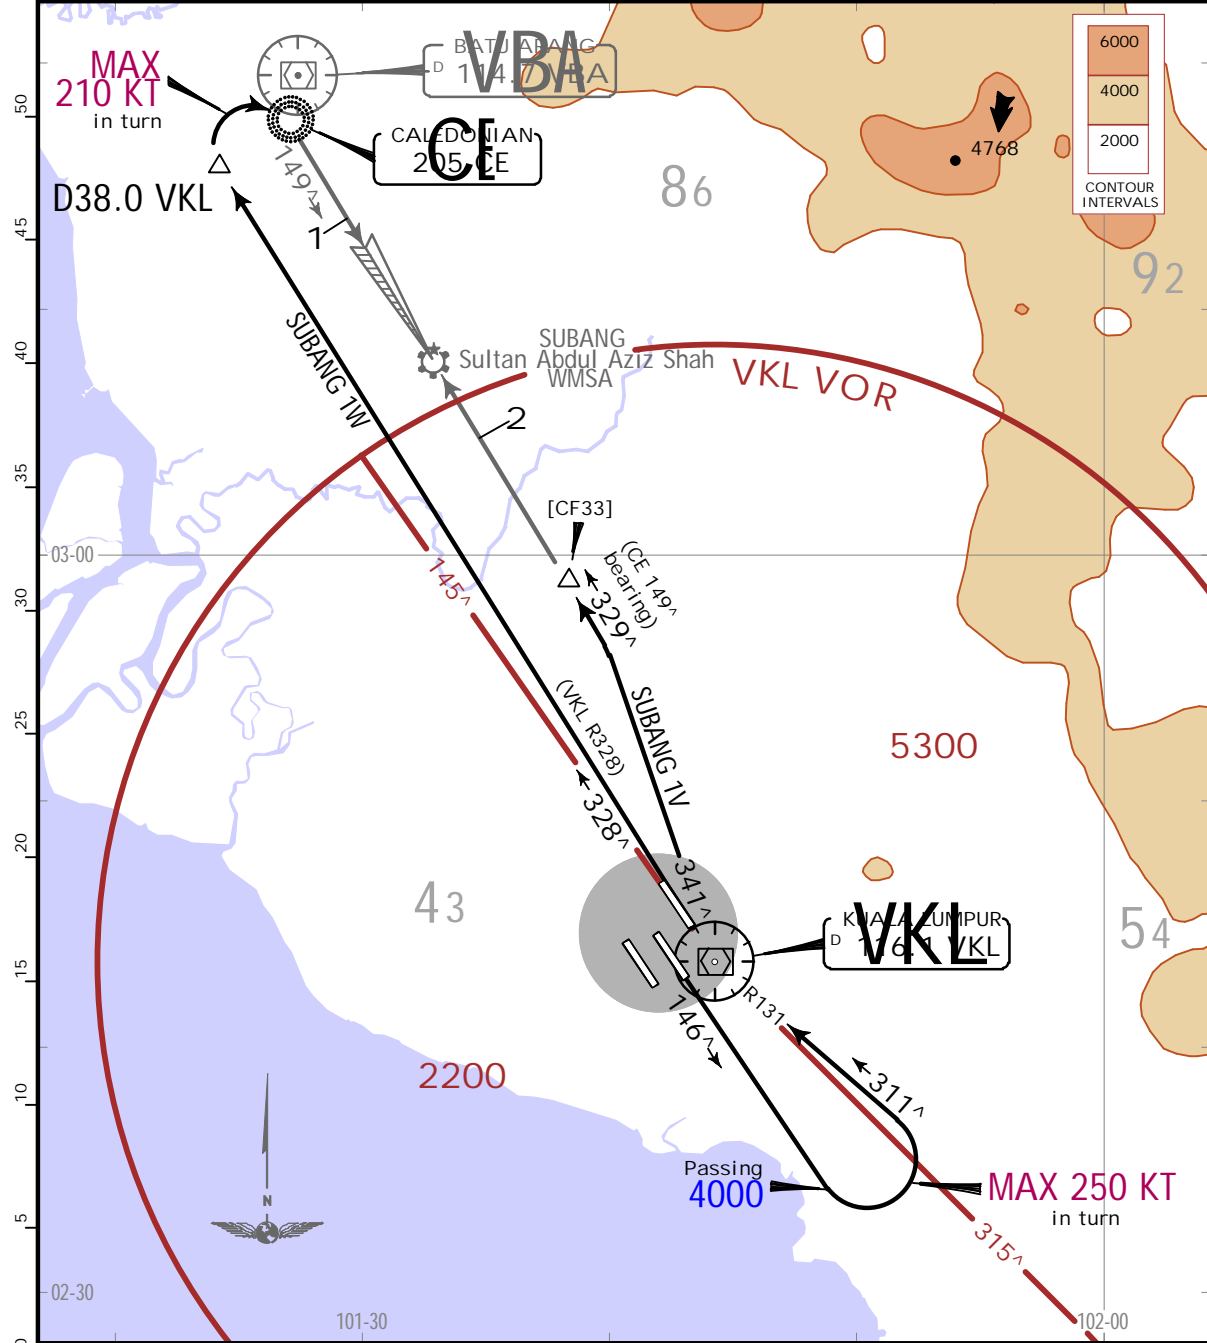 MAX
210 KT
in turn
BATU ARANG
D 114.7 VBA
VBA
CALEDONIAN
205 CE
CE
D38.0 VKL
149^
1
86
4768
6000
4000
2000
CONTOUR
INTERVALS
92
50
45
40
35
30
25
20
15
10
5
0
SUBANG 1W
SUBANG
Sultan Abdul Aziz Shah
WMSA
VKL VOR
2
[CF33]
03-00
(CE 149^
bearing)
329^
145^
(VKL R328)
SUBANG 1V
5300
328^
341^
43
KUALA LUMPUR
D 116.1 VKL
VKL
54
R131
146^
2200
311^
Passing
4000
MAX 250 KT
in turn
N
315^
02-30
101-30
102-00